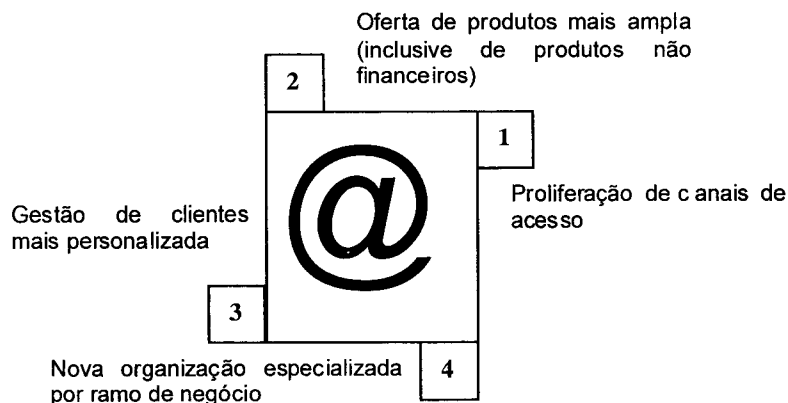 Oferta de produtos mais ampla
(inclusive de produtos não
financeiros)
2
1
@
Proliferação de c anais de
acesso
Gestão de clientes
mais personalizada
3
Nova organização especializada
por ramo de negócio
4